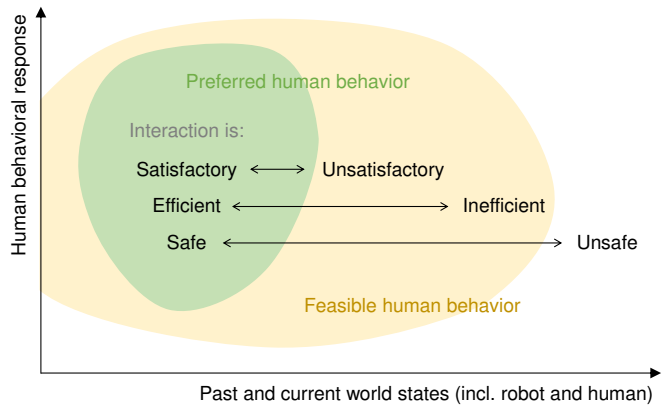 Human behavioral response
Preferred human behavior
Interaction is:
Satisfactory Unsatisfactory
Efficient Inefficient
Safe Unsafe
Feasible human behavior
Past and current world states (incl. robot and human)